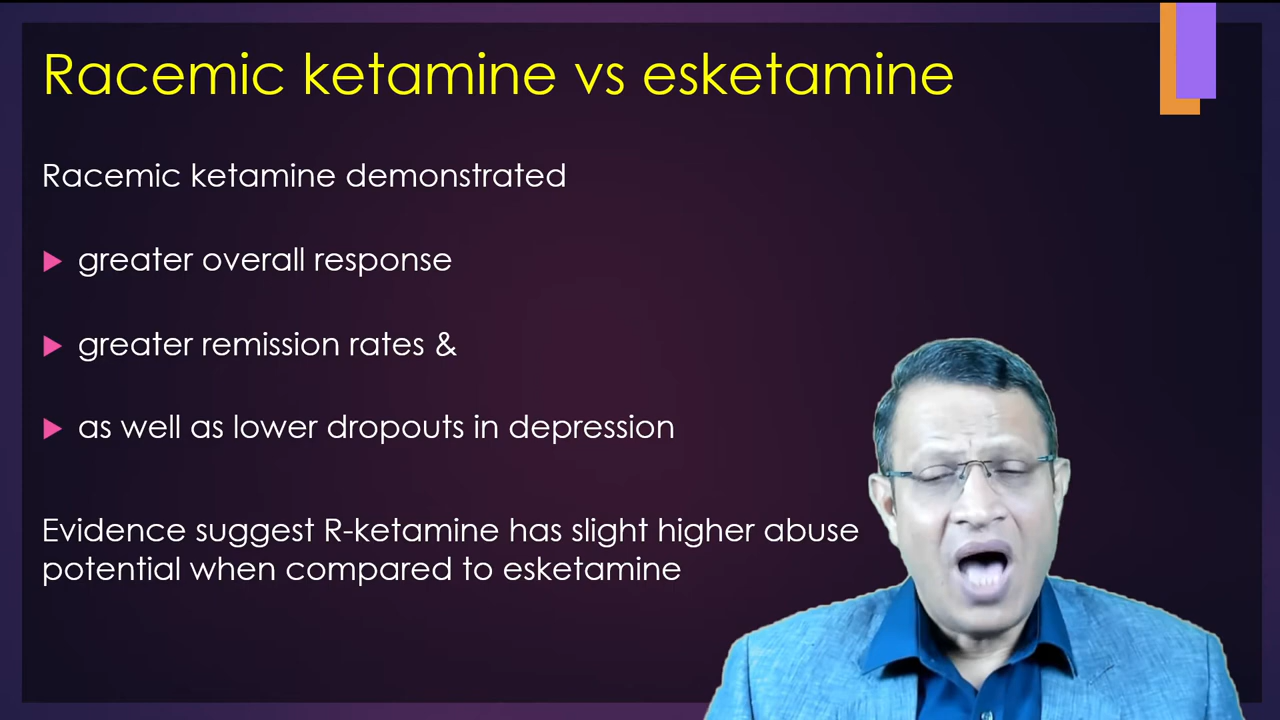 Racemic ketamine vs esketamine
Racemic ketamine demonstrated
greater overall response
greater remission rates &
as well as lower dropouts in depression
Evidence suggest R-ketamine has slight higher abuse
potential when compared to esketamine